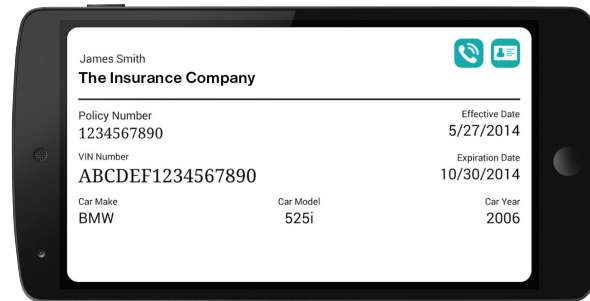 James Smith
The Insurance Company
Policy Number Effective Date
1234567890 5/27/2014
VIN Number Expiration Date
ABCDEF1234567890 10/30/2014
Car Make Car Model Car Year
BMW 525i 2006